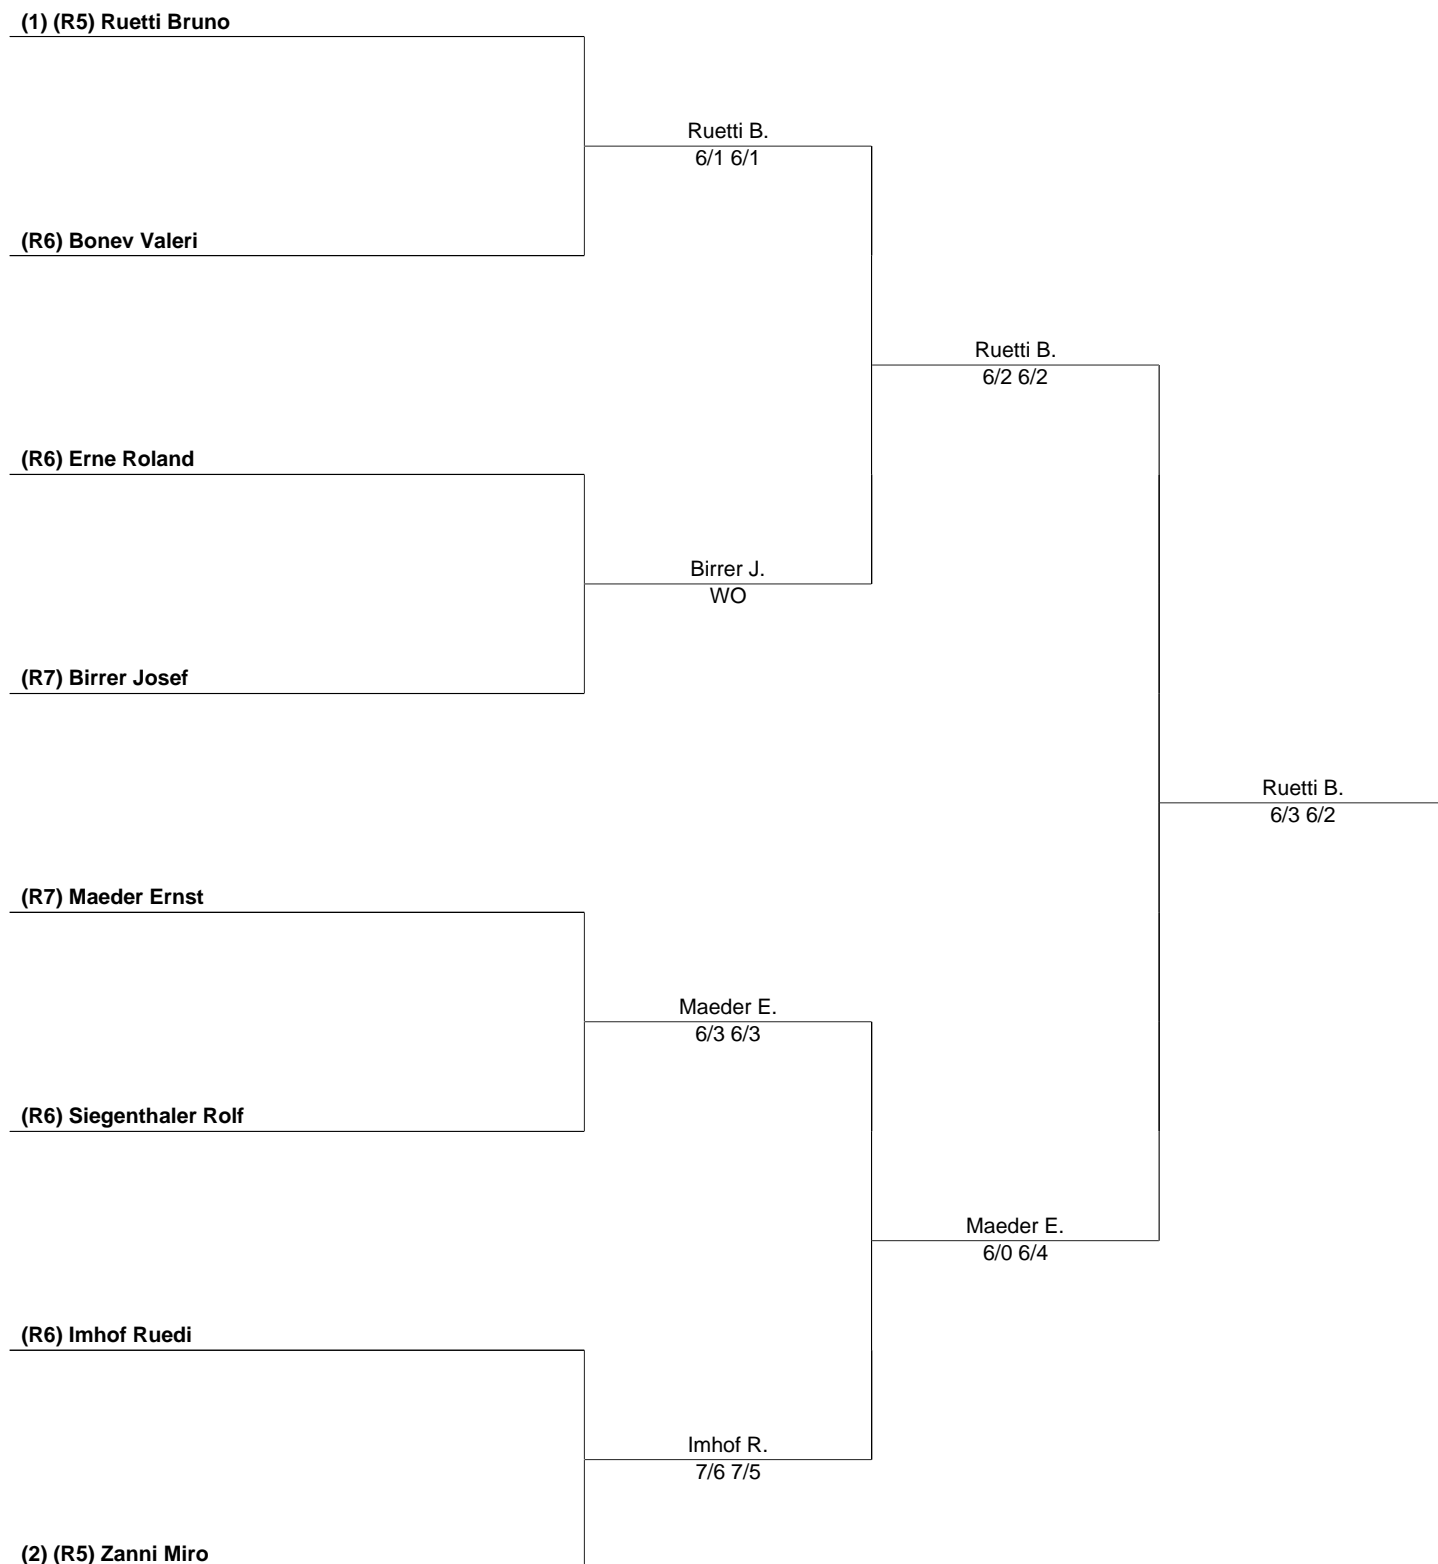 (1) (R5) Ruetti Bruno
Ruetti B.
6/1 6/1
(R6) Bonev Valeri
Ruetti B.
6/2 6/2
(R6) Erne Roland
Birrer J.
WO
(R7) Birrer Josef
Ruetti B.
6/3 6/2
(R7) Maeder Ernst
Maeder E.
6/3 6/3
(R6) Siegenthaler Rolf
Maeder E.
6/0 6/4
(R6) Imhof Ruedi
Imhof R.
7/6 7/5
(2) (R5) Zanni Miro